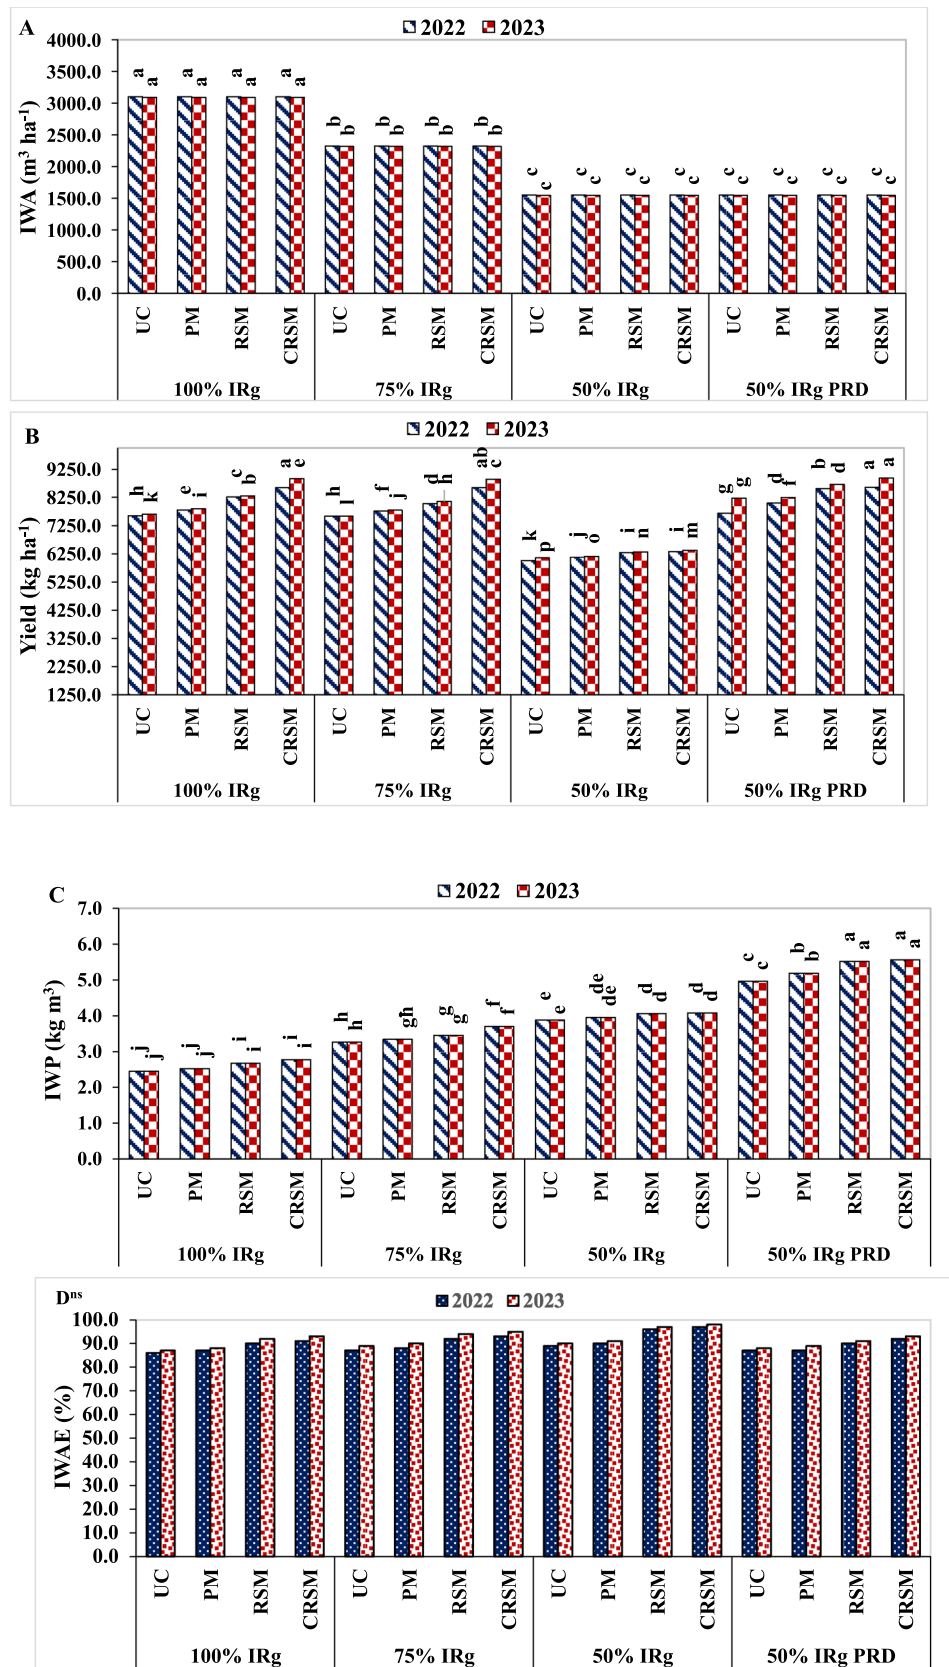 A
2022 2023
4000.0
3500.0
3000.0
2500.0
2000.0
1500.0
1000.0
500.0
0.0
IWA (m³ ha⁻¹)
a a a a a a a a b b b b b b b b c c c c c c c c c c c c c c c c
UC PM RSM CRSM UC PM RSM CRSM UC PM RSM CRSM UC PM RSM CRSM
100% IRg 75% IRg 50% IRg 50% IRg PRD
B
2022 2023
9250.0
8250.0
7250.0
6250.0
5250.0
4250.0
3250.0
2250.0
1250.0
Yield (kg ha⁻¹)
h k e i c b a e h l f j d h ab c k p j o i n i m g g d f b d a a
UC PM RSM CRSM UC PM RSM CRSM UC PM RSM CRSM UC PM RSM CRSM
100% IRg 75% IRg 50% IRg 50% IRg PRD
C
2022 2023
7.0
6.0
5.0
4.0
3.0
2.0
1.0
0.0
IWP (kg m³)
j j j j i i i i h h gh g g f f e e de de d d d d c c b b a a a a
UC PM RSM CRSM UC PM RSM CRSM UC PM RSM CRSM UC PM RSM CRSM
100% IRg 75% IRg 50% IRg 50% IRg PRD
Dⁿˢ
2022 2023
100.0
90.0
80.0
70.0
60.0
50.0
40.0
30.0
20.0
10.0
0.0
IWAE (%)
UC PM RSM CRSM UC PM RSM CRSM UC PM RSM CRSM UC PM RSM CRSM
100% IRg 75% IRg 50% IRg 50% IRg PRD